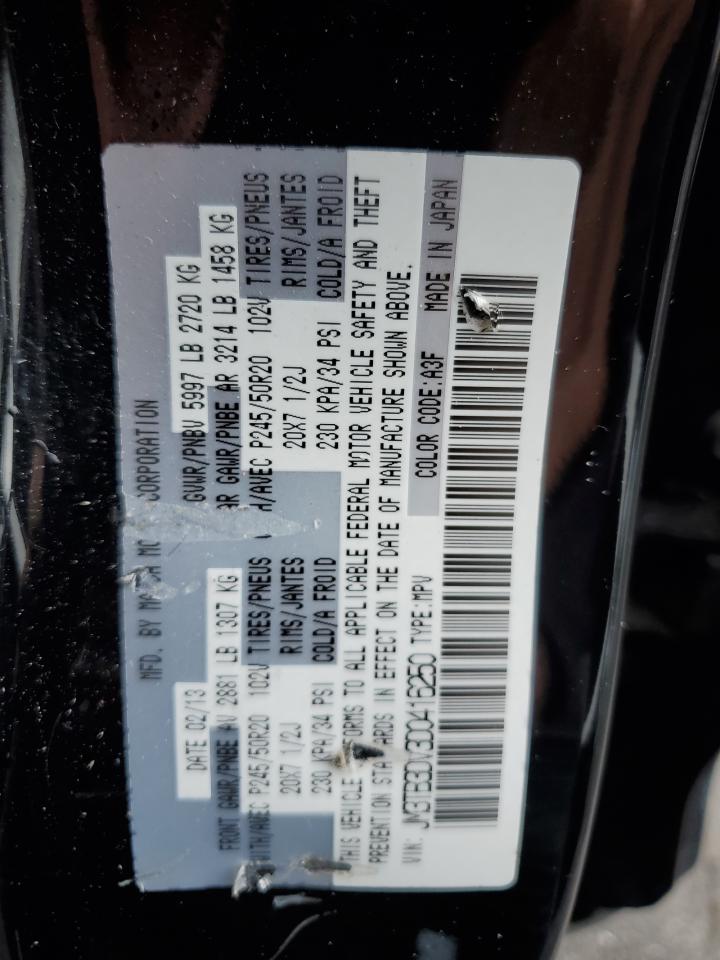 MFD. BY MAZDA MOTOR CORPORATION
DATE 02/13 GVWR/PNBV 5997 LB 2720 KG
FRONT GAWR/PNBE AV 2881 LB 1307 KG REAR GAWR/PNBE AR 3214 LB 1458 KG
WITH/AVEC P245/50R20 102V TIRES/PNEUS WITH/AVEC P245/50R20 102V TIRES/PNEUS
20X7 1/2J RIMS/JANTES 20X7 1/2J RIMS/JANTES
230 KPA/34 PSI COLD/A FROID 230 KPA/34 PSI COLD/A FROID
THIS VEHICLE CONFORMS TO ALL APPLICABLE FEDERAL MOTOR VEHICLE SAFETY AND THEFT
PREVENTION STANDARDS IN EFFECT ON THE DATE OF MANUFACTURE SHOWN ABOVE.
VIN: JM3TB3DV3D0416250 TYPE:MPV COLOR CODE:A3F MADE IN JAPAN